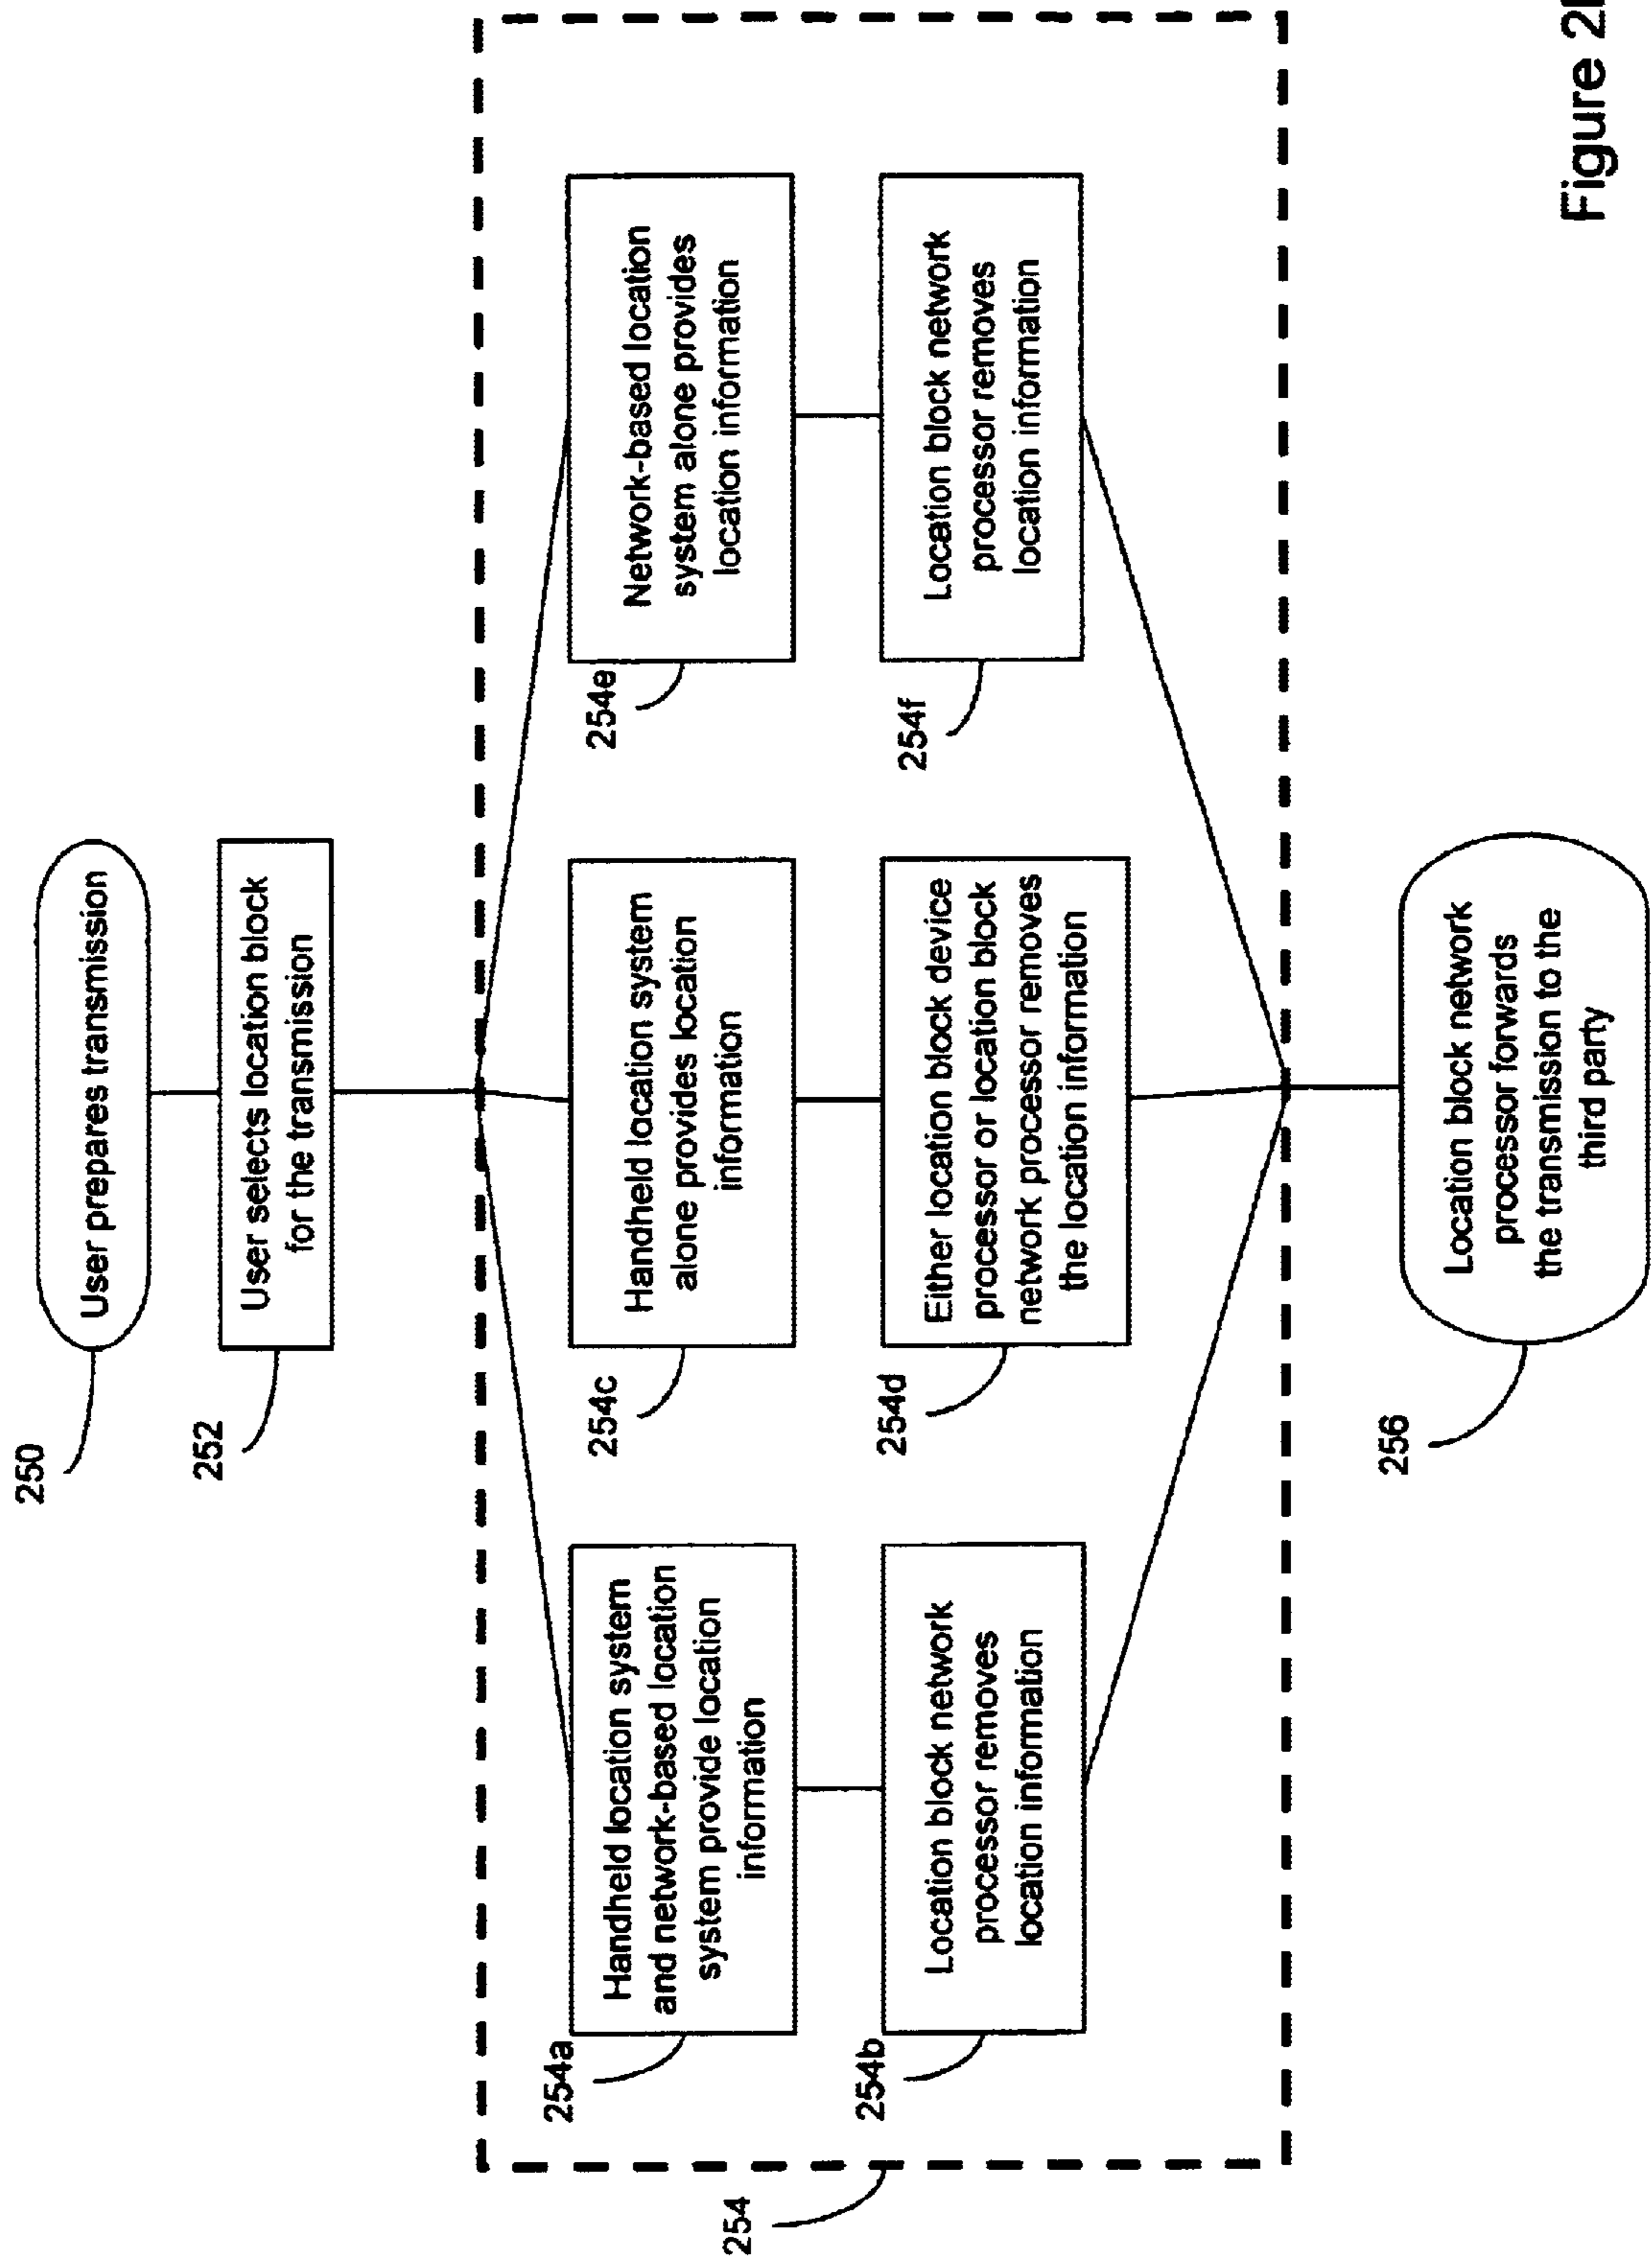 250
User prepares transmission
252
User selects location block
for the transmission
254
254a
Handheld location system
and network-based location
system provide location
information
254b
Location block network
processor removes
location information
254c
Handheld location system
alone provides location
information
254d
Either location block device
processor or location block
network processor removes
the location information
254e
Network-based location
system alone provides
location information
254f
Location block network
processor removes
location information
256
Location block network
processor forwards
the transmission to the
third party
Figure